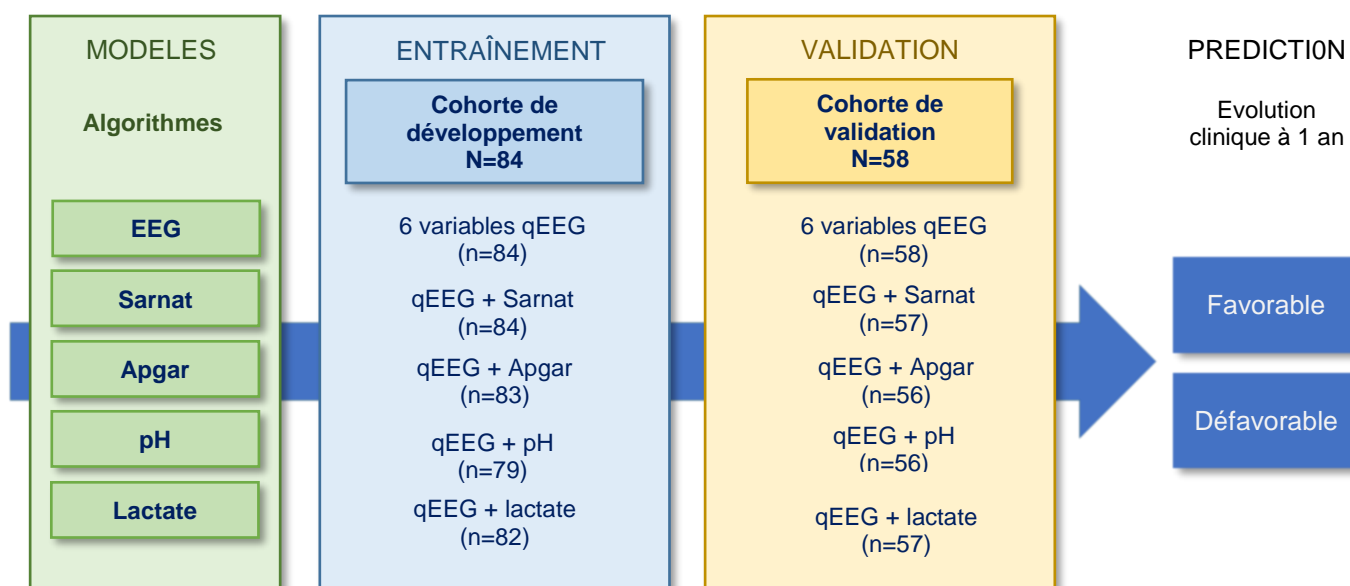 MODELES
Algorithmes
EEG
Sarnat
Apgar
pH
Lactate
ENTRAÎNEMENT
Cohorte de
développement
N=84
6 variables qEEG
(n=84)
qEEG + Sarnat
(n=84)
qEEG + Apgar
(n=83)
qEEG + pH
(n=79)
qEEG + lactate
(n=82)
VALIDATION
Cohorte de
validation
N=58
6 variables qEEG
(n=58)
qEEG + Sarnat
(n=57)
qEEG + Apgar
(n=56)
qEEG + pH
(n=56)
qEEG + lactate
(n=57)
PREDICTI0N
Evolution
clinique à 1 an
Favorable
Défavorable